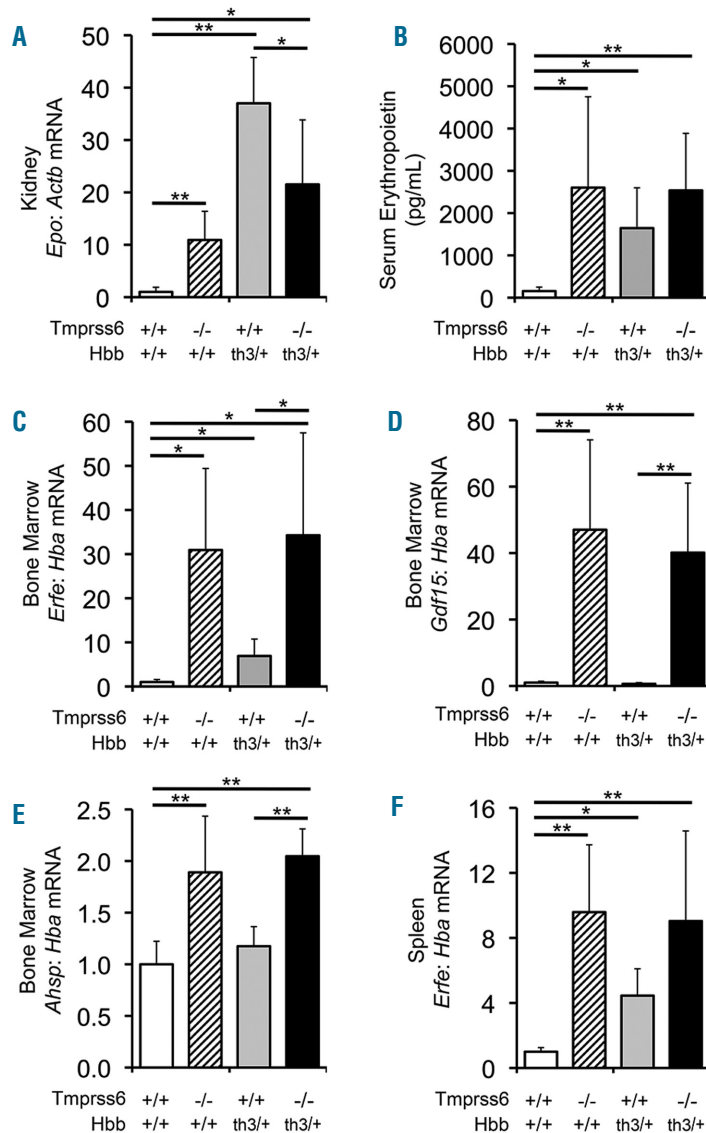 A
Kidney
Epo: Actb mRNA
50
40
30
20
10
0
*
**
*
**
Tmprss6 +/+ -/- +/+ -/-
Hbb +/+ +/+ th3/+ th3/+
B
Serum Erythropoietin
(pg/mL)
6000
5000
4000
3000
2000
1000
0
**
*
*
+/+ -/- +/+ -/-
+/+ +/+ th3/+ th3/+
C
Bone Marrow
Erfe: Hba mRNA
60
50
40
30
20
10
0
*
*
*
*
Tmprss6 +/+ -/- +/+ -/-
Hbb +/+ +/+ th3/+ th3/+
D
Bone Marrow
Gdf15: Hba mRNA
80
60
40
20
0
**
**
**
Tmprss6 +/+ -/- +/+ -/-
Hbb +/+ +/+ th3/+ th3/+
E
Bone Marrow
Ahsp: Hba mRNA
2.5
2.0
1.5
1.0
0.5
0.0
**
**
**
Tmprss6 +/+ -/- +/+ -/-
Hbb +/+ +/+ th3/+ th3/+
F
Spleen
Erfe: Hba mRNA
16
12
8
4
0
**
*
**
Tmprss6 +/+ -/- +/+ -/-
Hbb +/+ +/+ th3/+ th3/+